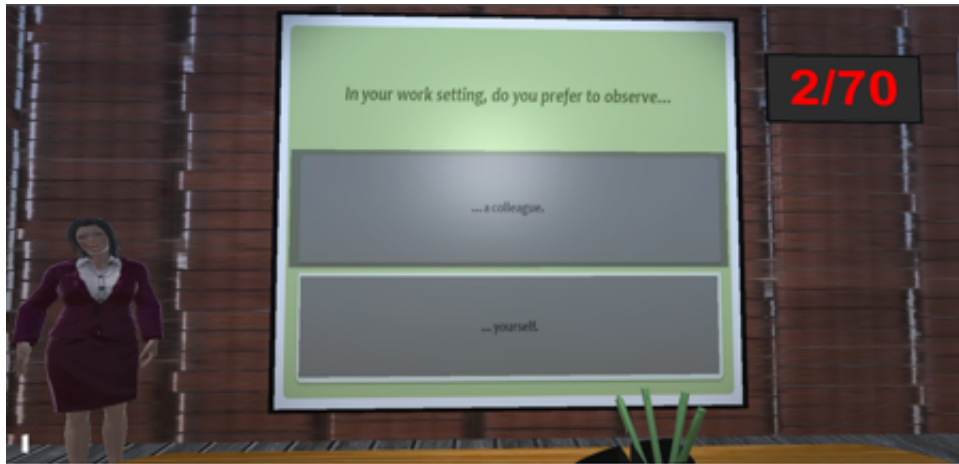 In your work setting, do you prefer to observe...
2/70
... a colleague.
... yourself.